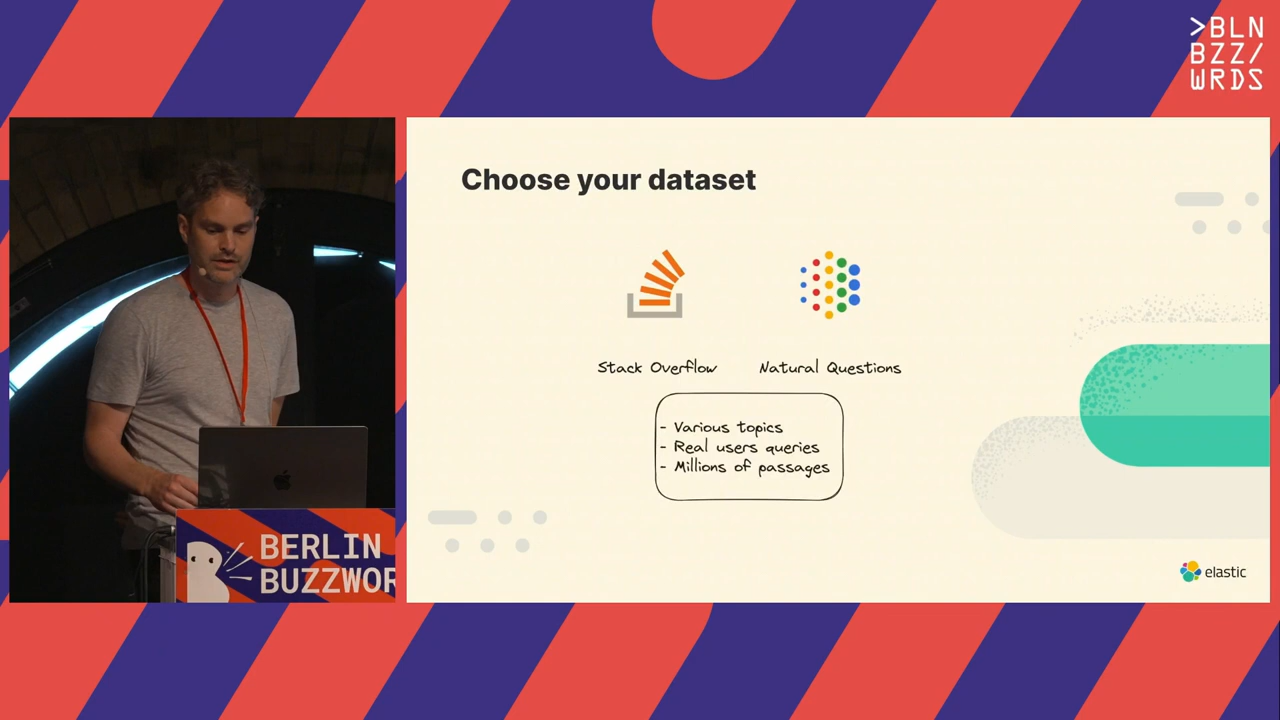 >BLN
BZZ/
WRDS
Choose your dataset
Stack Overflow
Natural Questions
- Various topics
- Real users queries
- Millions of passages
elastic
BERLIN
BUZZWOR